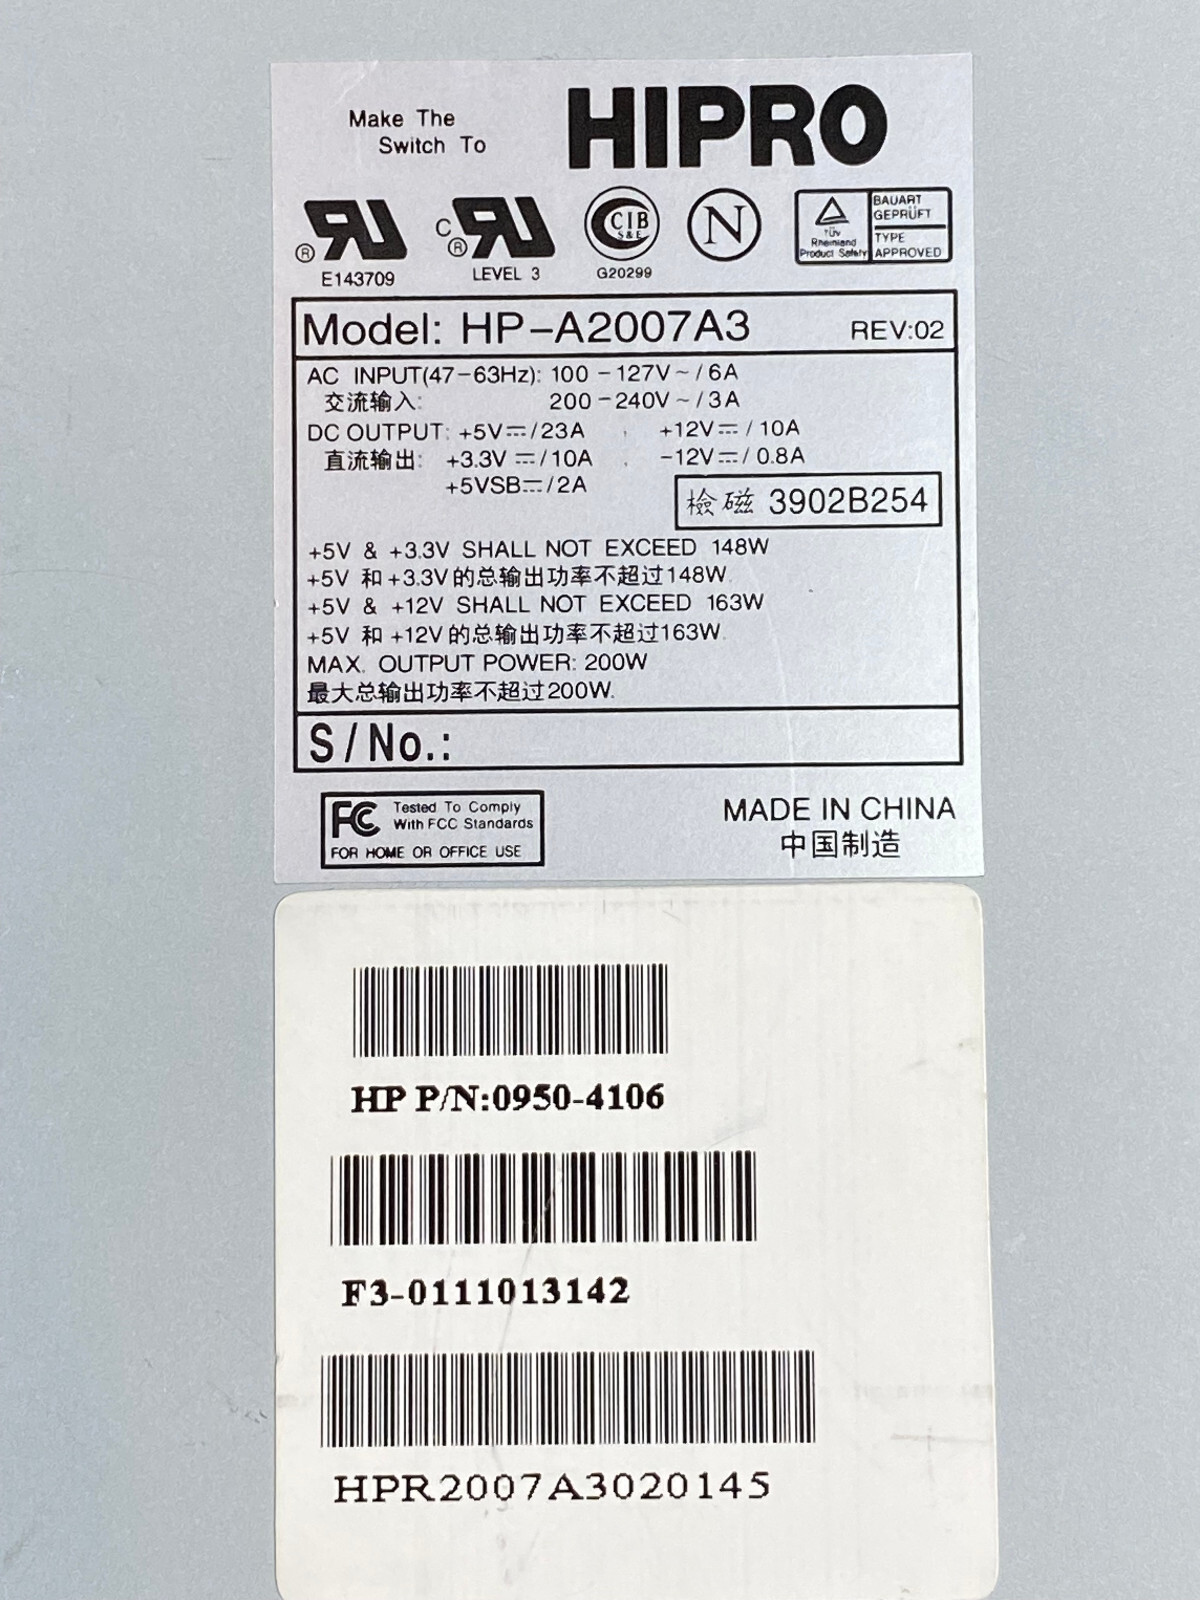 Make The
Switch To
HIPRO
E143709
C
LEVEL 3
CIB
S&E
G20299
N
TÜV
Rheinland
Product Safety
BAUART
GEPRÜFT
TYPE
APPROVED
Model: HP-A2007A3 REV:02
AC INPUT(47-63Hz): 100-127V~/6A
交流输入: 200-240V~/3A
DC OUTPUT: +5V⎓/23A , +12V⎓/10A
直流输出: +3.3V⎓/10A , -12V⎓/0.8A
+5VSB⎓/2A
檢磁 3902B254
+5V & +3.3V SHALL NOT EXCEED 148W
+5V 和 +3.3V的总输出功率不超过148W.
+5V & +12V SHALL NOT EXCEED 163W
+5V 和 +12V的总输出功率不超过163W.
MAX. OUTPUT POWER: 200W
最大总输出功率不超过200W.
S/No.:
FC Tested To Comply
With FCC Standards
FOR HOME OR OFFICE USE
MADE IN CHINA
中国制造
HP P/N:0950-4106
F3-0111013142
HPR2007A3020145